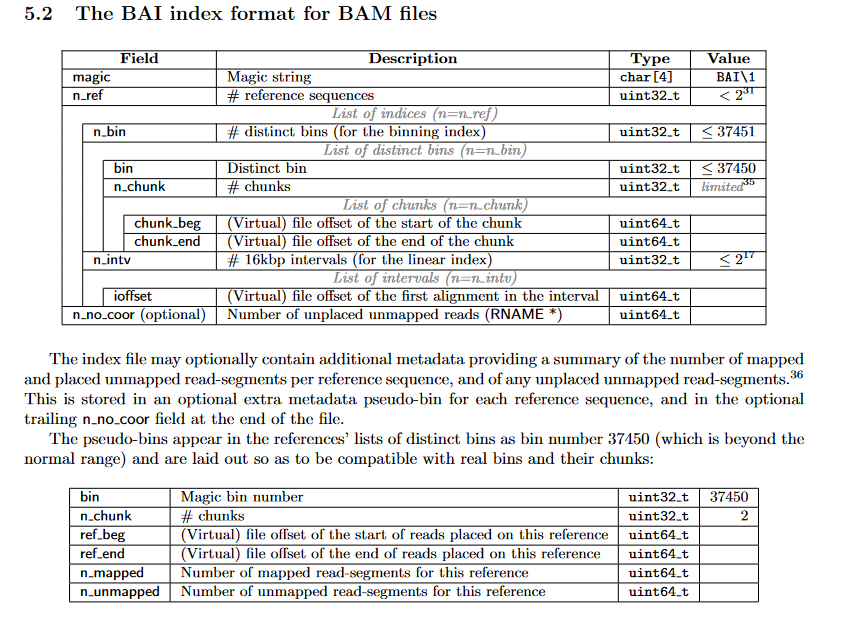 5.2 The BAI index format for BAM files
Field Description Type Value
magic Magic string char[4] BAI\1
n_ref # reference sequences uint32_t < 2³¹
List of indices (n=n_ref)
n_bin # distinct bins (for the binning index) uint32_t ≤ 37451
List of distinct bins (n=n_bin)
bin Distinct bin uint32_t ≤ 37450
n_chunk # chunks uint32_t limited³⁵
List of chunks (n=n_chunk)
chunk_beg (Virtual) file offset of the start of the chunk uint64_t
chunk_end (Virtual) file offset of the end of the chunk uint64_t
n_intv # 16kbp intervals (for the linear index) uint32_t ≤ 2¹⁷
List of intervals (n=n_intv)
ioffset (Virtual) file offset of the first alignment in the interval uint64_t
n_no_coor (optional) Number of unplaced unmapped reads (RNAME *) uint64_t
The index file may optionally contain additional metadata providing a summary of the number of mapped
and placed unmapped read-segments per reference sequence, and of any unplaced unmapped read-segments.³⁶
This is stored in an optional extra metadata pseudo-bin for each reference sequence, and in the optional
trailing n_no_coor field at the end of the file.
The pseudo-bins appear in the references' lists of distinct bins as bin number 37450 (which is beyond the
normal range) and are laid out so as to be compatible with real bins and their chunks:
bin Magic bin number uint32_t 37450
n_chunk # chunks uint32_t 2
ref_beg (Virtual) file offset of the start of reads placed on this reference uint64_t
ref_end (Virtual) file offset of the end of reads placed on this reference uint64_t
n_mapped Number of mapped read-segments for this reference uint64_t
n_unmapped Number of unmapped read-segments for this reference uint64_t